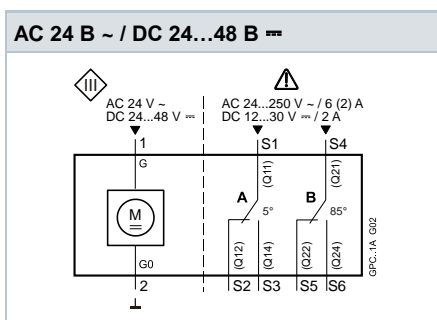 AC 24 В ~ / DC 24…48 В ⎓
III
AC 24 V ~
DC 24...48 V ⎓
AC 24...250 V ~ / 6 (2) A
DC 12...30 V ⎓ / 2 A
1
S1
S4
G
(Q11)
(Q21)
A
B
5°
85°
M
G0
(Q12)
(Q14)
(Q22)
(Q24)
2
S2
S3
S5
S6
GPC..1A G02